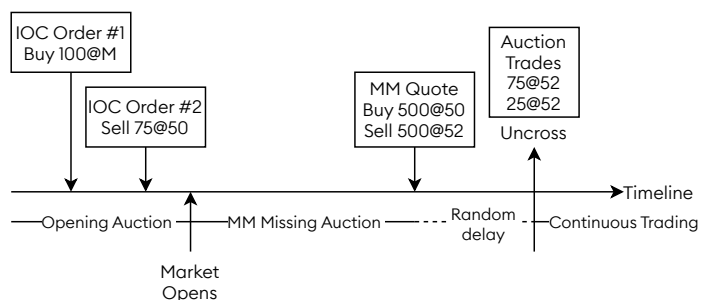 IOC Order #1
Buy 100@M
IOC Order #2
Sell 75@50
MM Quote
Buy 500@50
Sell 500@52
Auction
Trades
75@52
25@52
Uncross
Timeline
Opening Auction
MM Missing Auction
Random
delay
Continuous Trading
Market
Opens